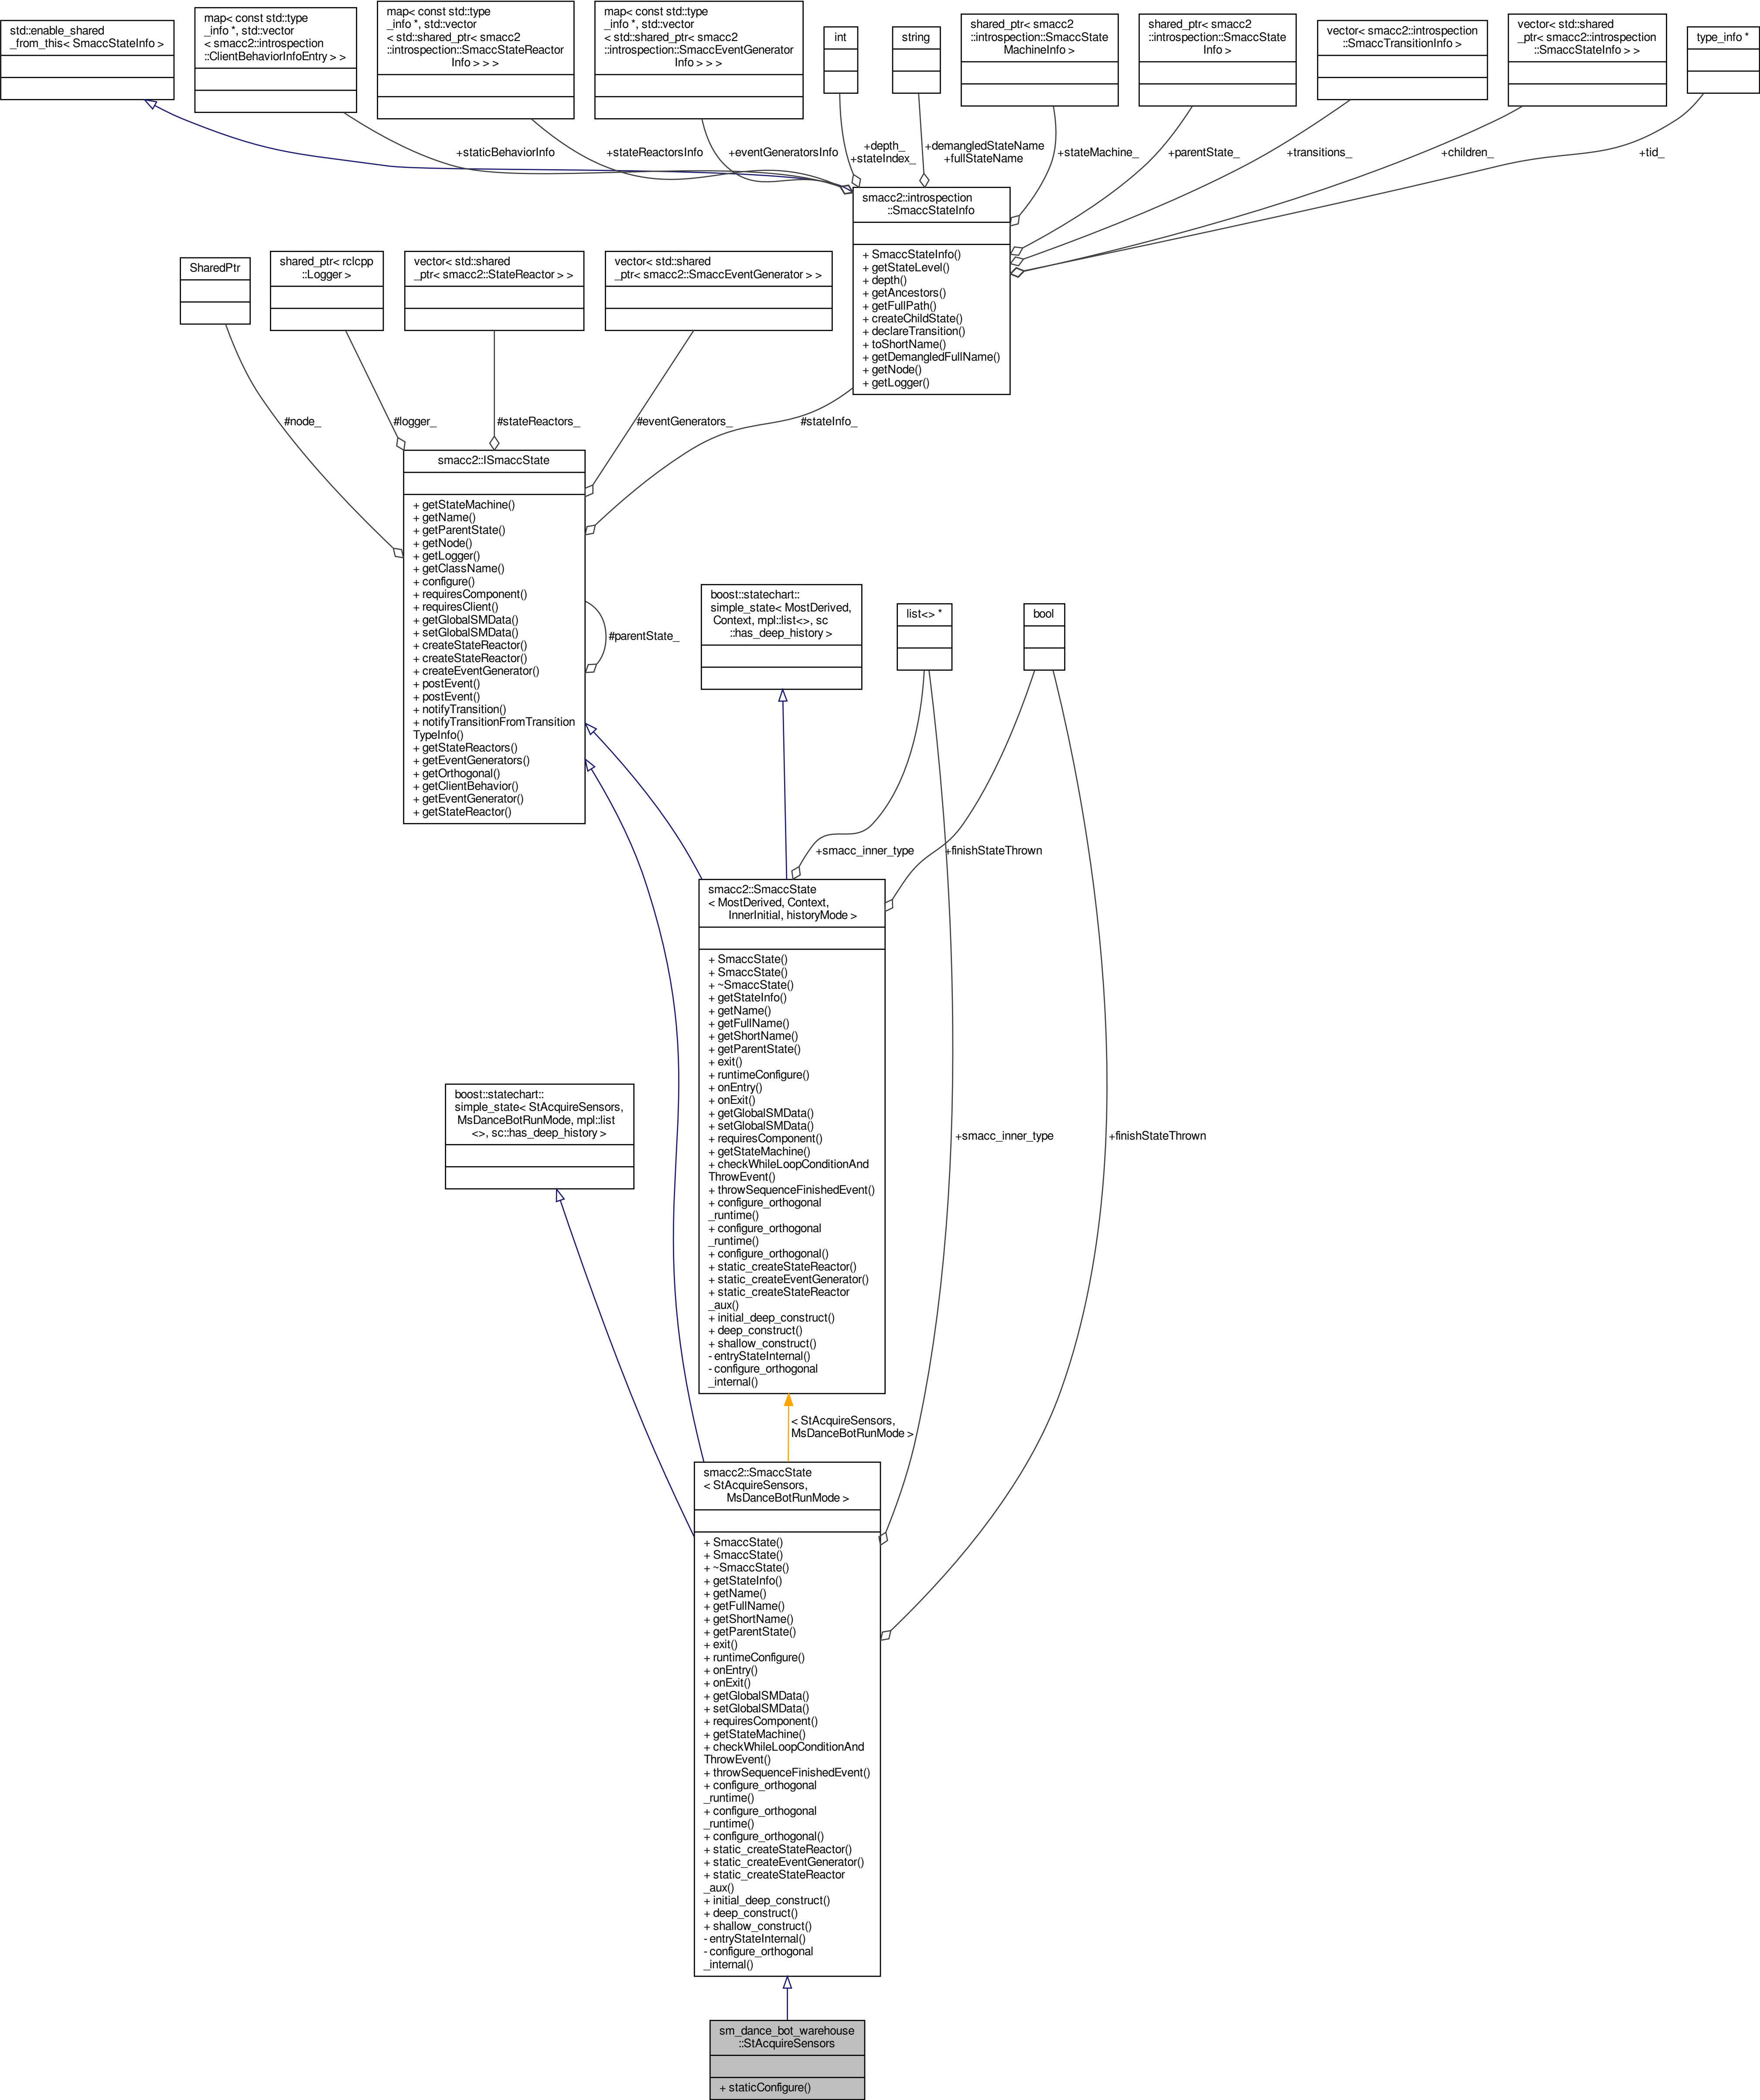 std::enable_shared
_from_this< SmaccStateInfo >
map< const std::type
_info *, std::vector
< smacc2::introspection
::ClientBehaviorInfoEntry > >
map< const std::type
_info *, std::vector
< std::shared_ptr< smacc2
::introspection::SmaccStateReactor
Info > > >
map< const std::type
_info *, std::vector
< std::shared_ptr< smacc2
::introspection::SmaccEventGenerator
Info > > >
int
string
shared_ptr< smacc2
::introspection::SmaccState
MachineInfo >
shared_ptr< smacc2
::introspection::SmaccState
Info >
vector< smacc2::introspection
::SmaccTransitionInfo >
vector< std::shared
_ptr< smacc2::introspection
::SmaccStateInfo > >
type_info *
+staticBehaviorInfo
+stateReactorsInfo
+eventGeneratorsInfo
+depth_
+stateIndex_
+demangledStateName
+fullStateName
+stateMachine_
+parentState_
+transitions_
+children_
+tid_
smacc2::introspection
::SmaccStateInfo
+ SmaccStateInfo()
+ getStateLevel()
+ depth()
+ getAncestors()
+ getFullPath()
+ createChildState()
+ declareTransition()
+ toShortName()
+ getDemangledFullName()
+ getNode()
+ getLogger()
SharedPtr
shared_ptr< rclcpp
::Logger >
vector< std::shared
_ptr< smacc2::StateReactor > >
vector< std::shared
_ptr< smacc2::SmaccEventGenerator > >
#node_
#logger_
#stateReactors_
#eventGenerators_
#stateInfo_
smacc2::ISmaccState
+ getStateMachine()
+ getName()
+ getParentState()
+ getNode()
+ getLogger()
+ getClassName()
+ configure()
+ requiresComponent()
+ requiresClient()
+ getGlobalSMData()
+ setGlobalSMData()
+ createStateReactor()
+ createStateReactor()
+ createEventGenerator()
+ postEvent()
+ postEvent()
+ notifyTransition()
+ notifyTransitionFromTransition
TypeInfo()
+ getStateReactors()
+ getEventGenerators()
+ getOrthogonal()
+ getClientBehavior()
+ getEventGenerator()
+ getStateReactor()
#parentState_
boost::statechart::
simple_state< MostDerived,
Context, mpl::list<>, sc
::has_deep_history >
list<> *
bool
+smacc_inner_type
+finishStateThrown
smacc2::SmaccState
< MostDerived, Context,
InnerInitial, historyMode >
+ SmaccState()
+ SmaccState()
+ ~SmaccState()
+ getStateInfo()
+ getName()
+ getFullName()
+ getShortName()
+ getParentState()
+ exit()
+ runtimeConfigure()
+ onEntry()
+ onExit()
+ getGlobalSMData()
+ setGlobalSMData()
+ requiresComponent()
+ getStateMachine()
+ checkWhileLoopConditionAnd
ThrowEvent()
+ throwSequenceFinishedEvent()
+ configure_orthogonal
_runtime()
+ configure_orthogonal
_runtime()
+ configure_orthogonal()
+ static_createStateReactor()
+ static_createEventGenerator()
+ static_createStateReactor
_aux()
+ initial_deep_construct()
+ deep_construct()
+ shallow_construct()
- entryStateInternal()
- configure_orthogonal
_internal()
boost::statechart::
simple_state< StAcquireSensors,
MsDanceBotRunMode, mpl::list
<>, sc::has_deep_history >
+smacc_inner_type
+finishStateThrown
< StAcquireSensors,
MsDanceBotRunMode >
smacc2::SmaccState
< StAcquireSensors,
MsDanceBotRunMode >
+ SmaccState()
+ SmaccState()
+ ~SmaccState()
+ getStateInfo()
+ getName()
+ getFullName()
+ getShortName()
+ getParentState()
+ exit()
+ runtimeConfigure()
+ onEntry()
+ onExit()
+ getGlobalSMData()
+ setGlobalSMData()
+ requiresComponent()
+ getStateMachine()
+ checkWhileLoopConditionAnd
ThrowEvent()
+ throwSequenceFinishedEvent()
+ configure_orthogonal
_runtime()
+ configure_orthogonal
_runtime()
+ configure_orthogonal()
+ static_createStateReactor()
+ static_createEventGenerator()
+ static_createStateReactor
_aux()
+ initial_deep_construct()
+ deep_construct()
+ shallow_construct()
- entryStateInternal()
- configure_orthogonal
_internal()
sm_dance_bot_warehouse
::StAcquireSensors
+ staticConfigure()